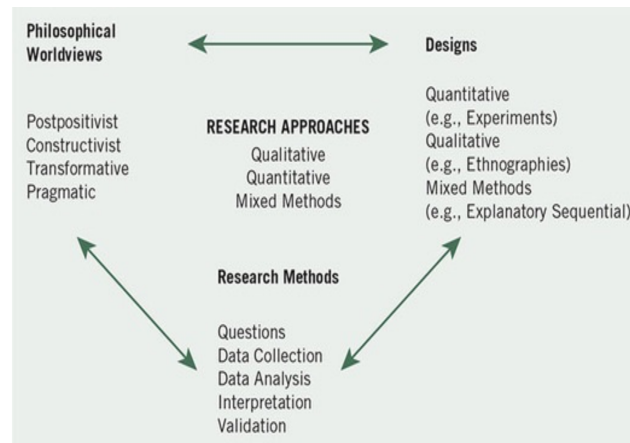 Philosophical
Worldviews
Postpositivist
Constructivist
Transformative
Pragmatic
RESEARCH APPROACHES
Qualitative
Quantitative
Mixed Methods
Designs
Quantitative
(e.g., Experiments)
Qualitative
(e.g., Ethnographies)
Mixed Methods
(e.g., Explanatory Sequential)
Research Methods
Questions
Data Collection
Data Analysis
Interpretation
Validation